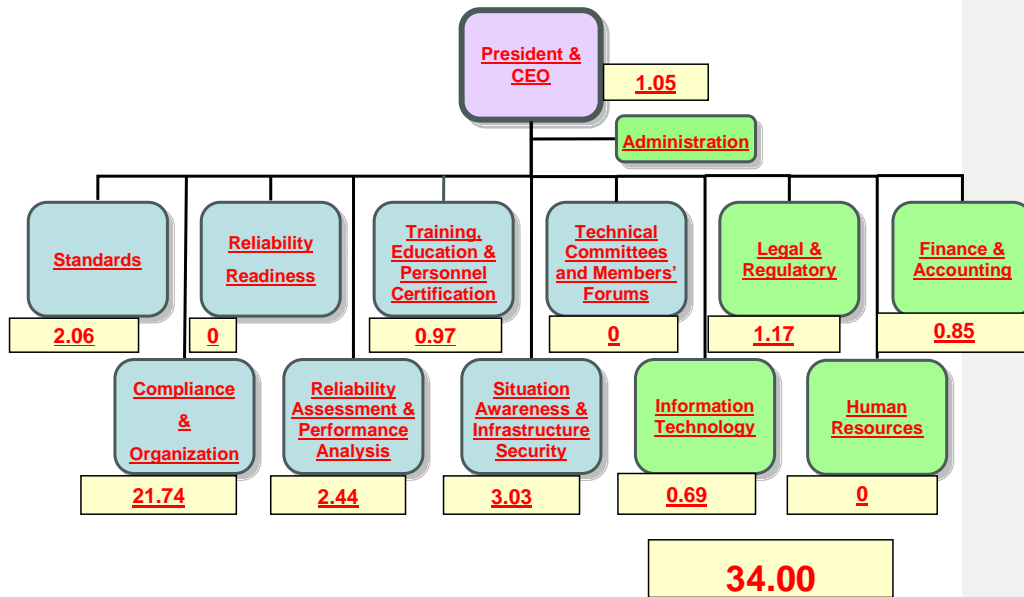 President &
CEO
1.05
Administration
Standards
2.06
Reliability
Readiness
0
Training,
Education &
Personnel
Certification
0.97
Technical
Committees
and Members’
Forums
0
Legal &
Regulatory
1.17
Finance &
Accounting
0.85
Compliance
&
Organization
21.74
Reliability
Assessment &
Performance
Analysis
2.44
Situation
Awareness &
Infrastructure
Security
3.03
Information
Technology
0.69
Human
Resources
0
34.00